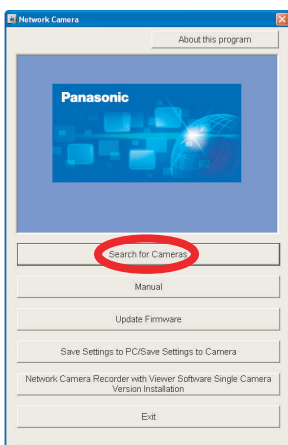 Network Camera
About this program
Panasonic
Search for Cameras
Manual
Update Firmware
Save Settings to PC/Save Settings to Camera
Network Camera Recorder with Viewer Software Single Camera
Version Installation
Exit